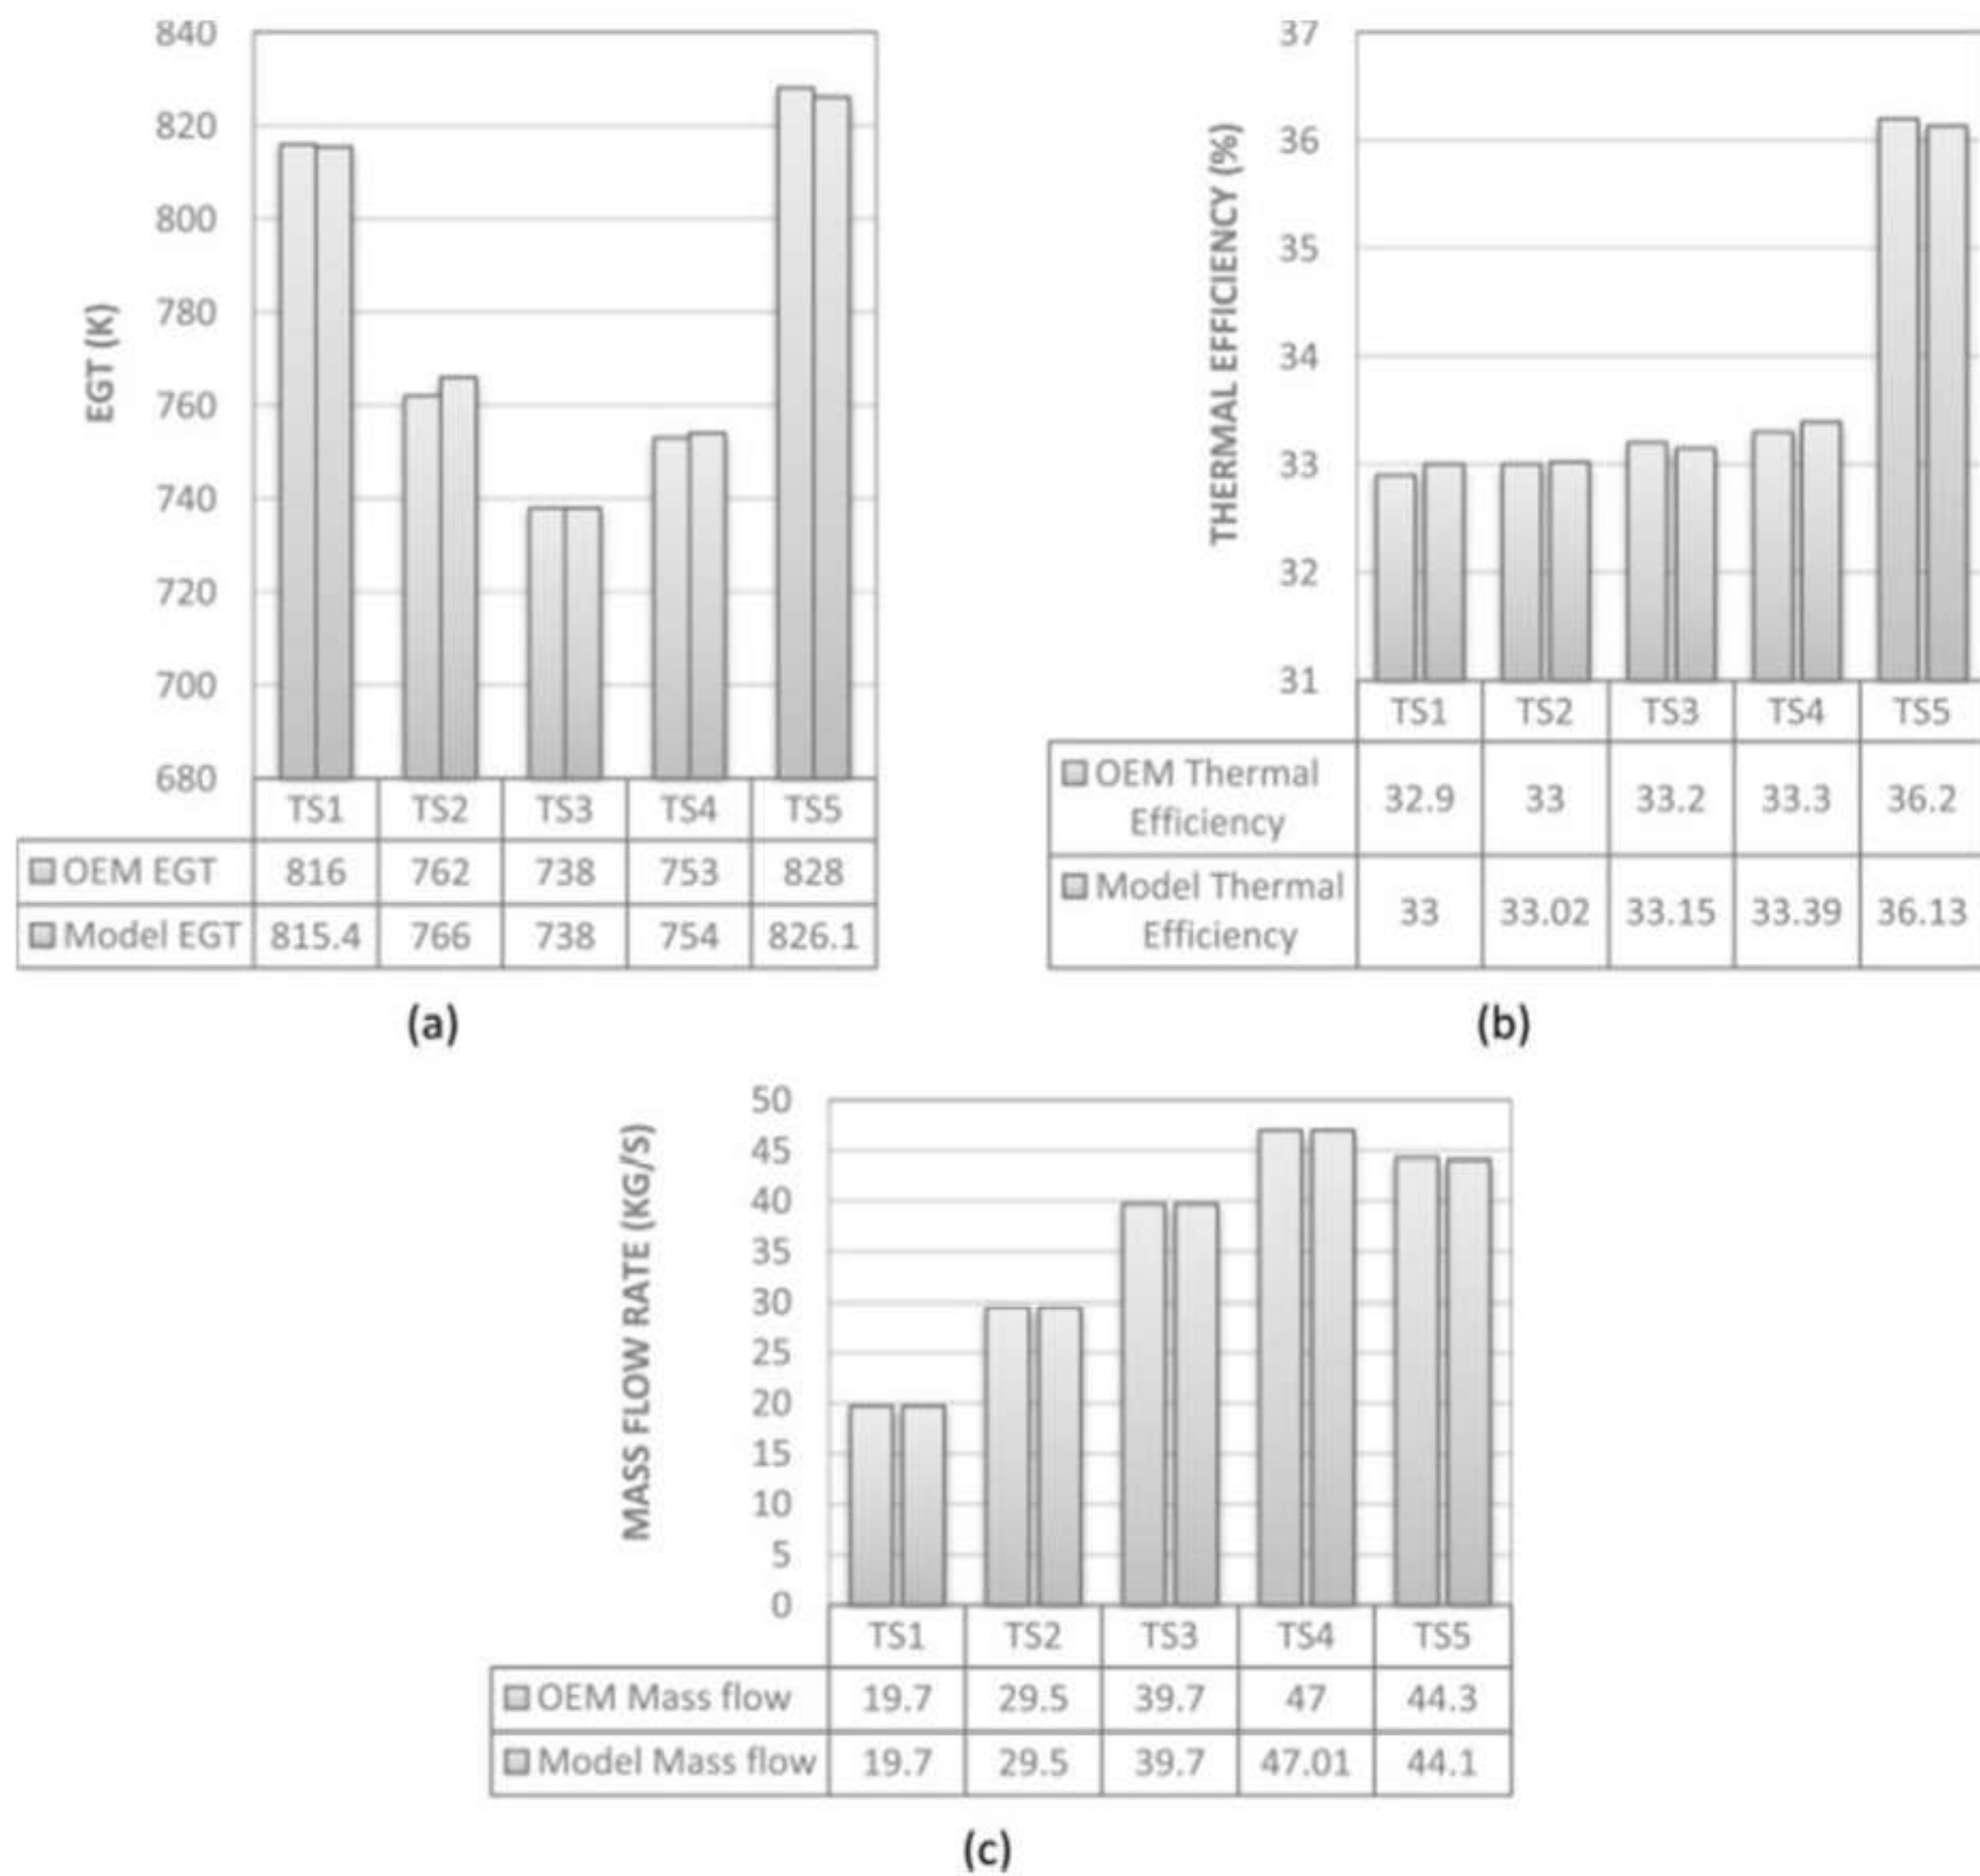 840
820
800
780
760
740
720
700
680
EGT (K)
TS1 TS2 TS3 TS4 TS5
OEM EGT 816 762 738 753 828
Model EGT 815.4 766 738 754 826.1
(a)
37
36
35
34
33
32
31
THERMAL EFFICIENCY (%)
TS1 TS2 TS3 TS4 TS5
OEM Thermal
Efficiency 32.9 33 33.2 33.3 36.2
Model Thermal
Efficiency 33 33.02 33.15 33.39 36.13
(b)
50
45
40
35
30
25
20
15
10
5
0
MASS FLOW RATE (KG/S)
TS1 TS2 TS3 TS4 TS5
OEM Mass flow 19.7 29.5 39.7 47 44.3
Model Mass flow 19.7 29.5 39.7 47.01 44.1
(c)